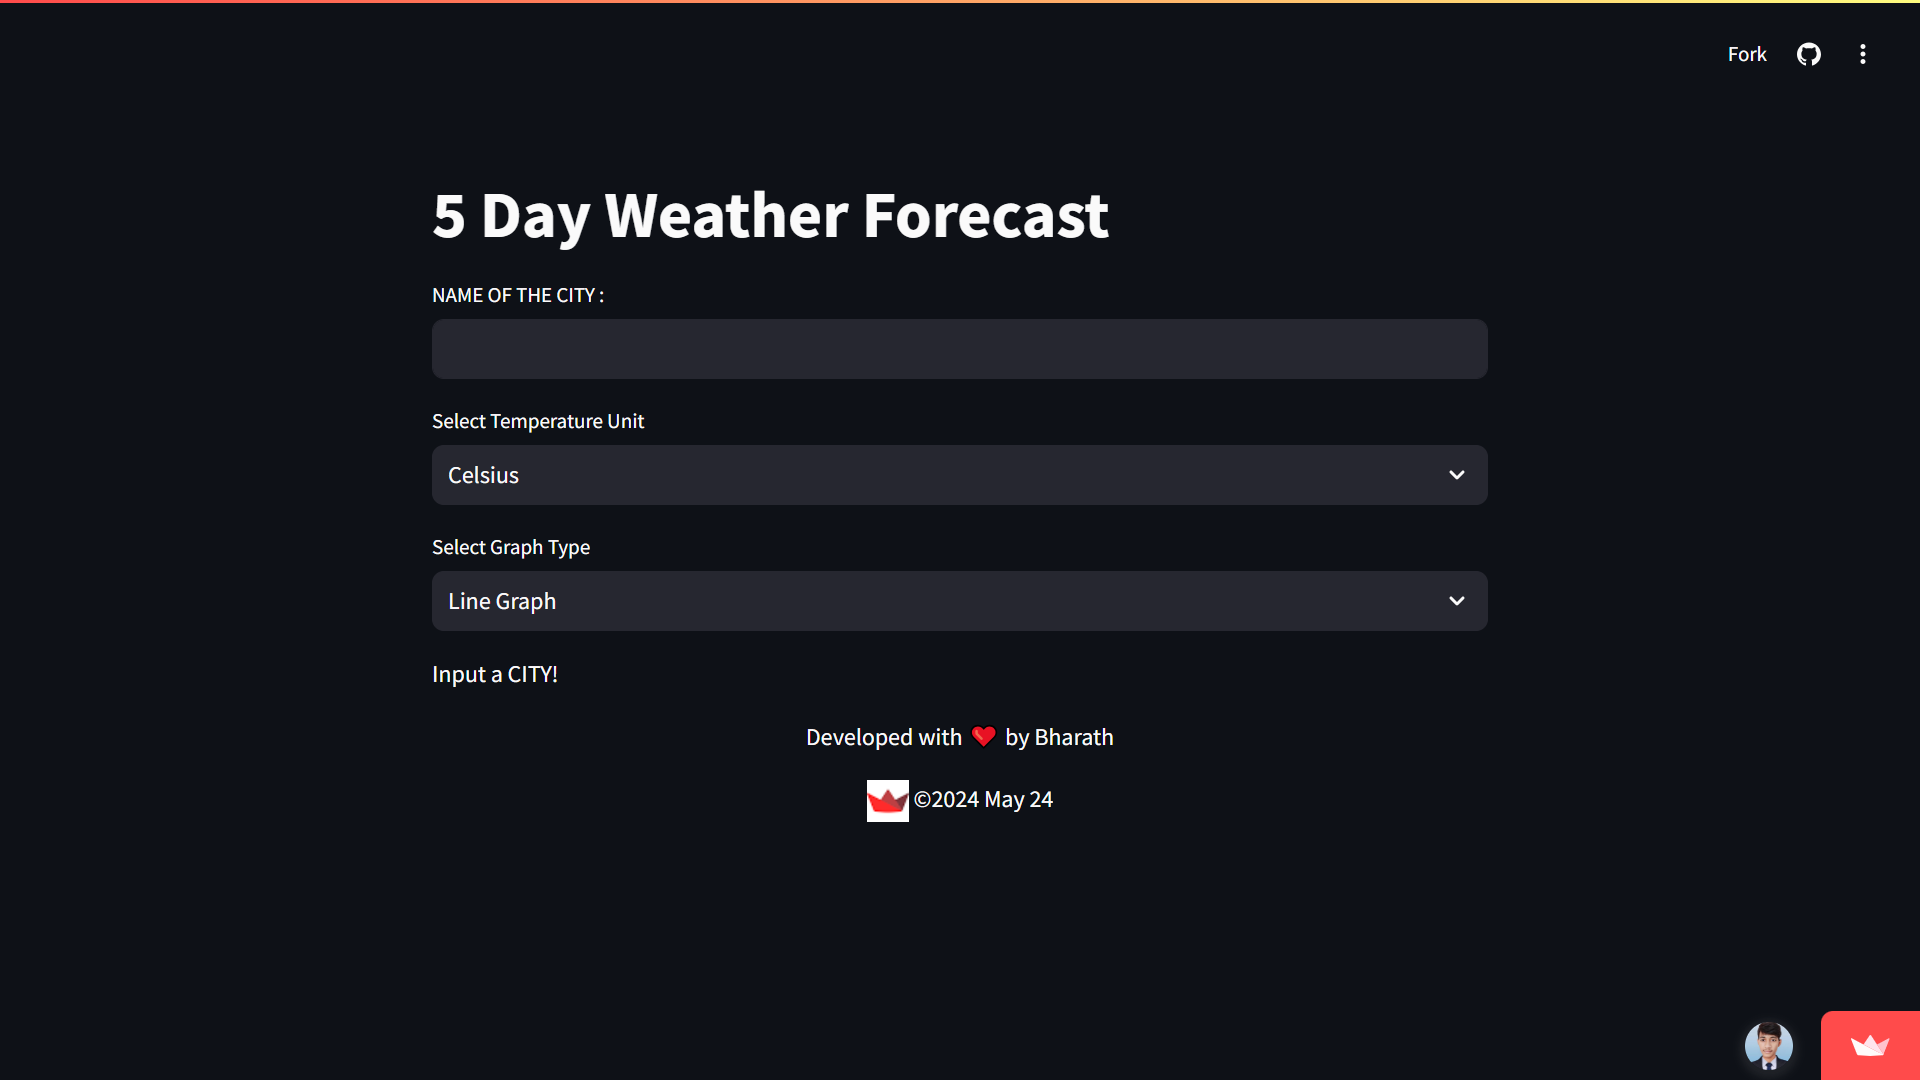 Fork
5 Day Weather Forecast
NAME OF THE CITY :
Select Temperature Unit
Celsius
Select Graph Type
Line Graph
Input a CITY!
Developed with ❤️ by Bharath
©2024 May 24